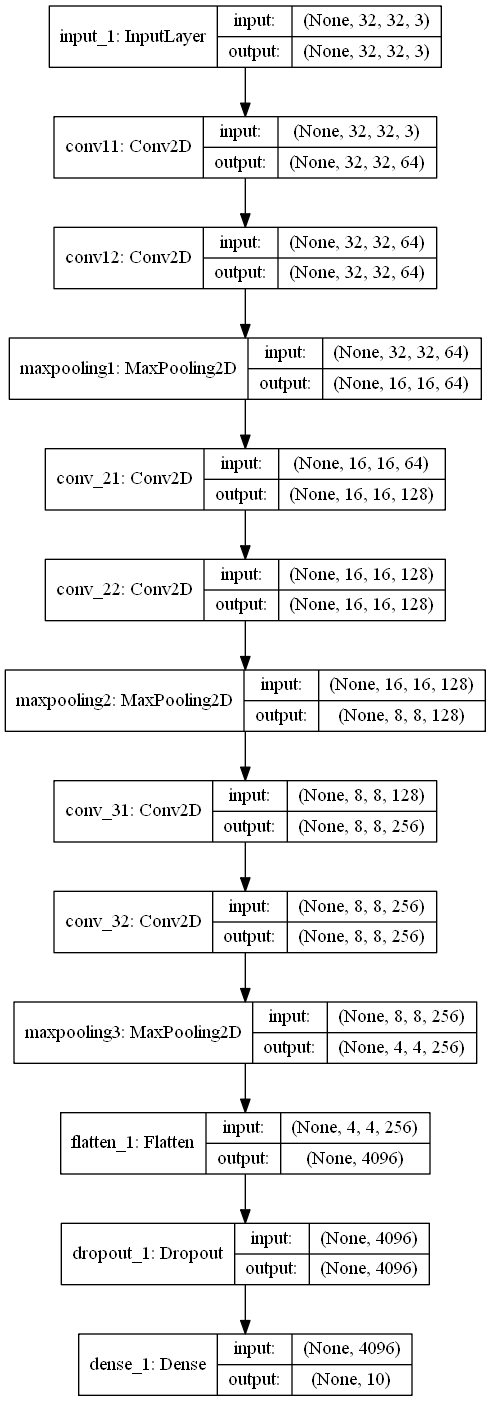 input_1: InputLayer
input: (None, 32, 32, 3)
output: (None, 32, 32, 3)
conv11: Conv2D
input: (None, 32, 32, 3)
output: (None, 32, 32, 64)
conv12: Conv2D
input: (None, 32, 32, 64)
output: (None, 32, 32, 64)
maxpooling1: MaxPooling2D
input: (None, 32, 32, 64)
output: (None, 16, 16, 64)
conv_21: Conv2D
input: (None, 16, 16, 64)
output: (None, 16, 16, 128)
conv_22: Conv2D
input: (None, 16, 16, 128)
output: (None, 16, 16, 128)
maxpooling2: MaxPooling2D
input: (None, 16, 16, 128)
output: (None, 8, 8, 128)
conv_31: Conv2D
input: (None, 8, 8, 128)
output: (None, 8, 8, 256)
conv_32: Conv2D
input: (None, 8, 8, 256)
output: (None, 8, 8, 256)
maxpooling3: MaxPooling2D
input: (None, 8, 8, 256)
output: (None, 4, 4, 256)
flatten_1: Flatten
input: (None, 4, 4, 256)
output: (None, 4096)
dropout_1: Dropout
input: (None, 4096)
output: (None, 4096)
dense_1: Dense
input: (None, 4096)
output: (None, 10)